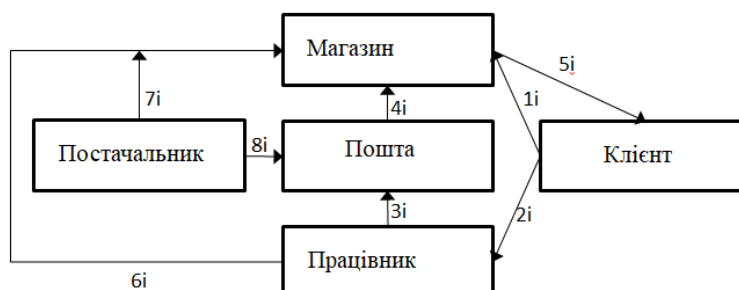 Магазин
5і
1і
7і
4і
Постачальник
8і
Пошта
Клієнт
3і
2і
Працівник
6і